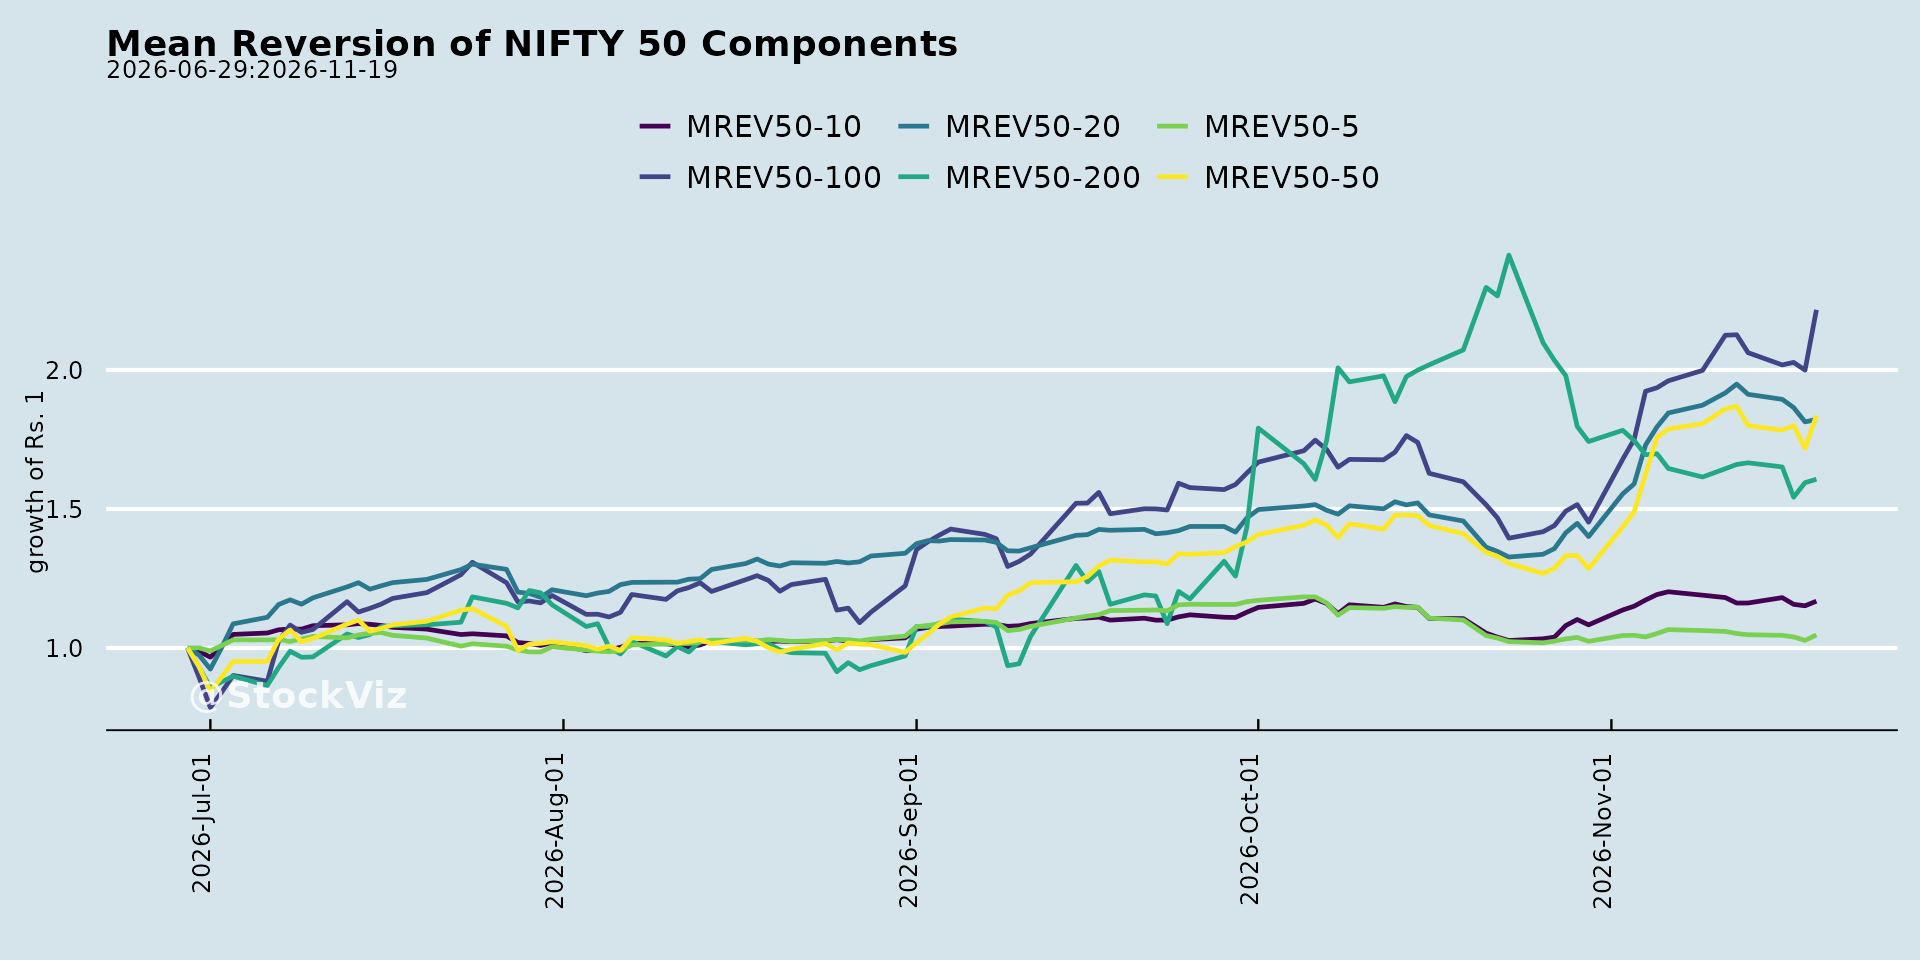 Mean Reversion of NIFTY 50 Components
2026-06-29:2026-11-19
MREV50-10 MREV50-20 MREV50-5
MREV50-100 MREV50-200 MREV50-50
growth of Rs. 1
2.0
1.5
1.0
©StockViz
2026-Jul-01
2026-Aug-01
2026-Sep-01
2026-Oct-01
2026-Nov-01